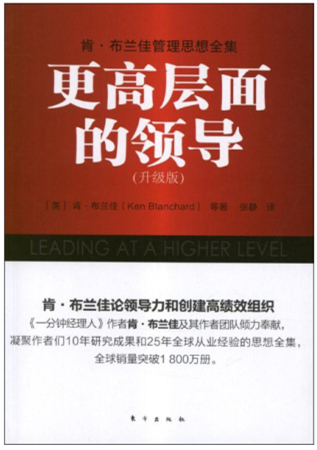 肯·布兰佳管理思想全集
更高层面
的领导
(升级版)
[美] 肯·布兰佳 (Ken Blanchard) 等著 张静 译
LEADING AT A HIGHER LEVEL
肯·布兰佳论领导力和创建高绩效组织
《一分钟经理人》作者肯·布兰佳及其作者团队倾力奉献,
凝聚作者们10年研究成果和25年全球从业经验的思想全集,
全球销量突破1 800万册。
东方出版社